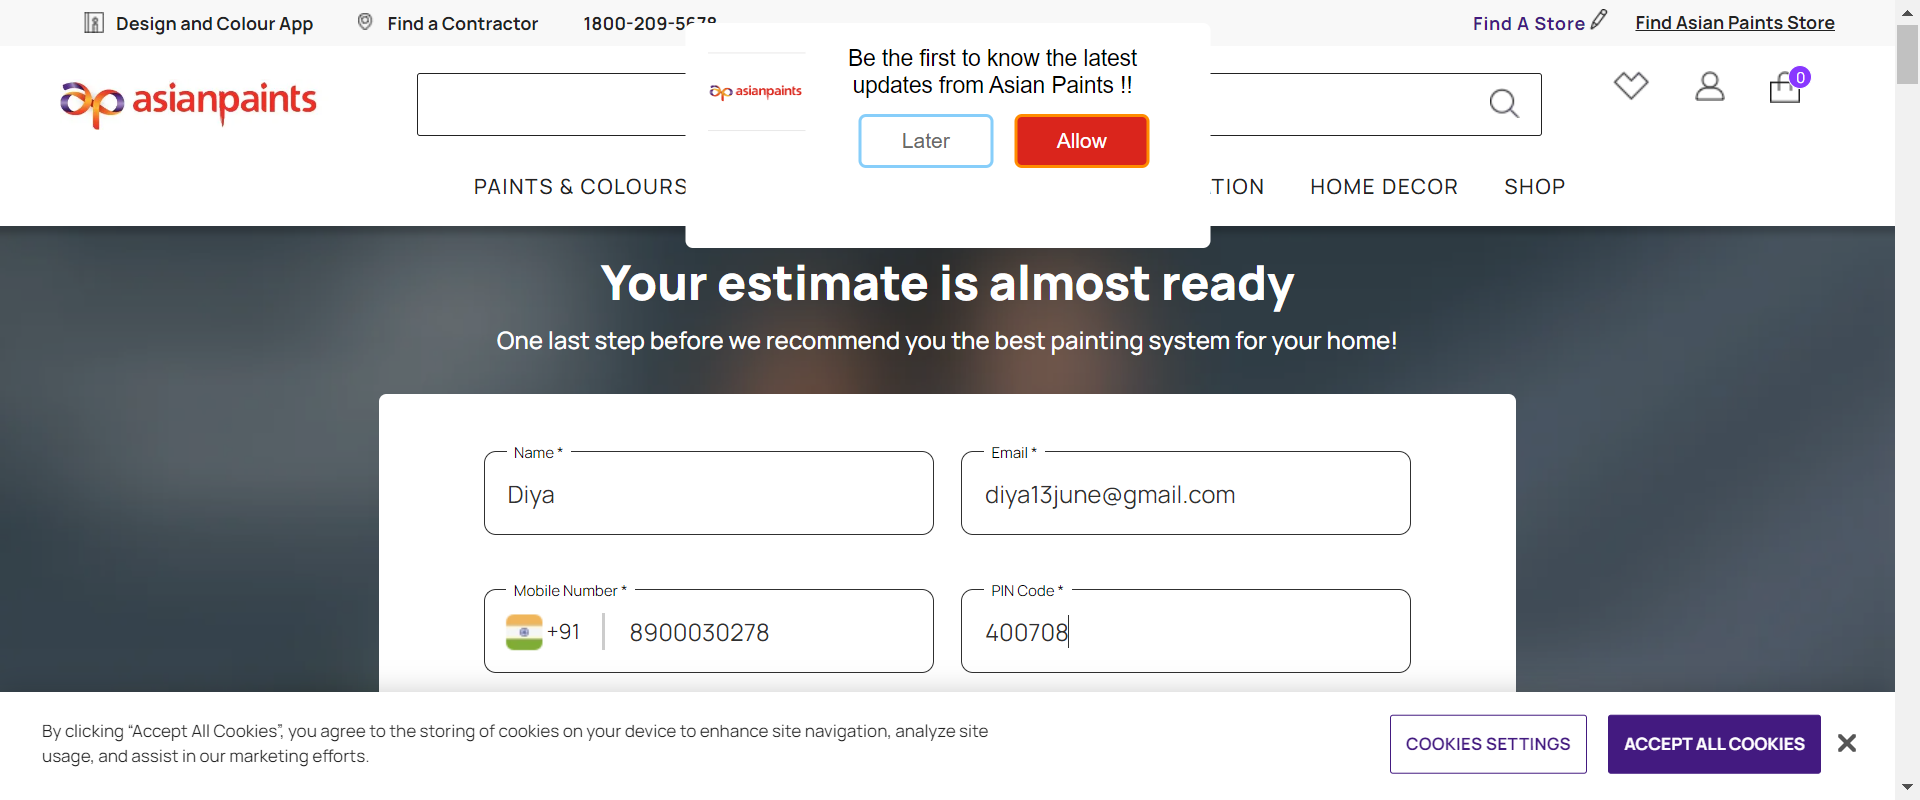 Design and Colour App
Find a Contractor
1800-209-5678
Find A Store
Find Asian Paints Store
asianpaints
0
asianpaints
Be the first to know the latest
updates from Asian Paints !!
Later
Allow
PAINTS & COLOURS
TION
HOME DECOR
SHOP
Your estimate is almost ready
One last step before we recommend you the best painting system for your home!
Name *
Diya
Email *
diya13june@gmail.com
Mobile Number *
+91
8900030278
PIN Code *
400708
By clicking “Accept All Cookies”, you agree to the storing of cookies on your device to enhance site navigation, analyze site
usage, and assist in our marketing efforts.
COOKIES SETTINGS
ACCEPT ALL COOKIES